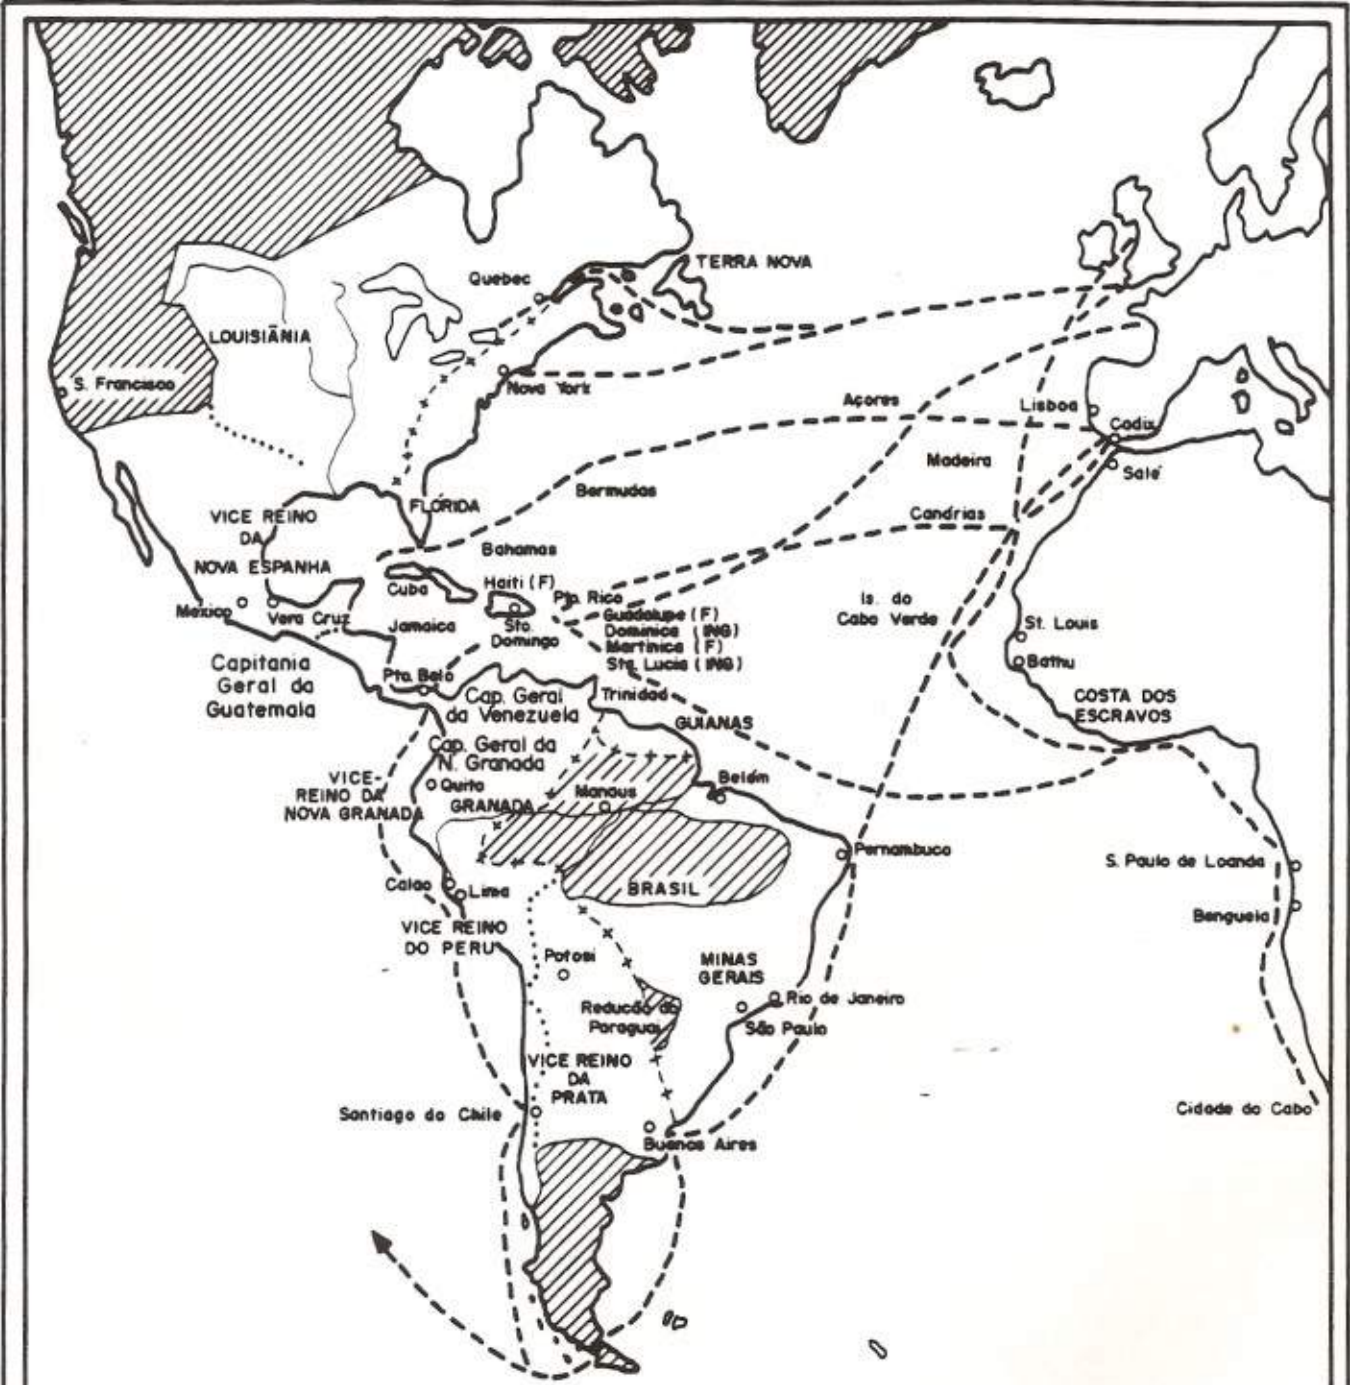 TERRA NOVA
Quebec
LOUISIÃNIA
S. Francisco
Nova York
Açores
Lisboa
Cadix
Madeira
Salé
Bermudas
FLÓRIDA
Canárias
VICE REINO
DA
NOVA ESPANHA
Bahamas
Cuba
Haiti (F)
Pto. Rico
Mexico
Vera Cruz
Jamaica
Sto.
Domingo
Guadalupe (F)
Dominica (ING)
Martinica (F)
Sta. Lucia (ING)
Is. do
Cabo Verde
St. Louis
Bathu
Capitania
Geral da
Guatemala
Pto. Belo
Cap. Geral
da Venezuela
Trinidad
GUIANAS
COSTA DOS
ESCRAVOS
Cap. Geral da
N. Granada
VICE-
REINO DA
NOVA GRANADA
Quito
GRANADA
Manaus
Belém
Pernambuco
S. Paulo de Loanda
Calao
Lima
BRASIL
Benguela
VICE REINO
DO PERU
Potosi
MINAS
GERAIS
Redução do
Paraguai
Rio de Janeiro
São Paulo
VICE REINO
DA
PRATA
Santiago do Chile
Buenos Aires
Cidade do Cabo